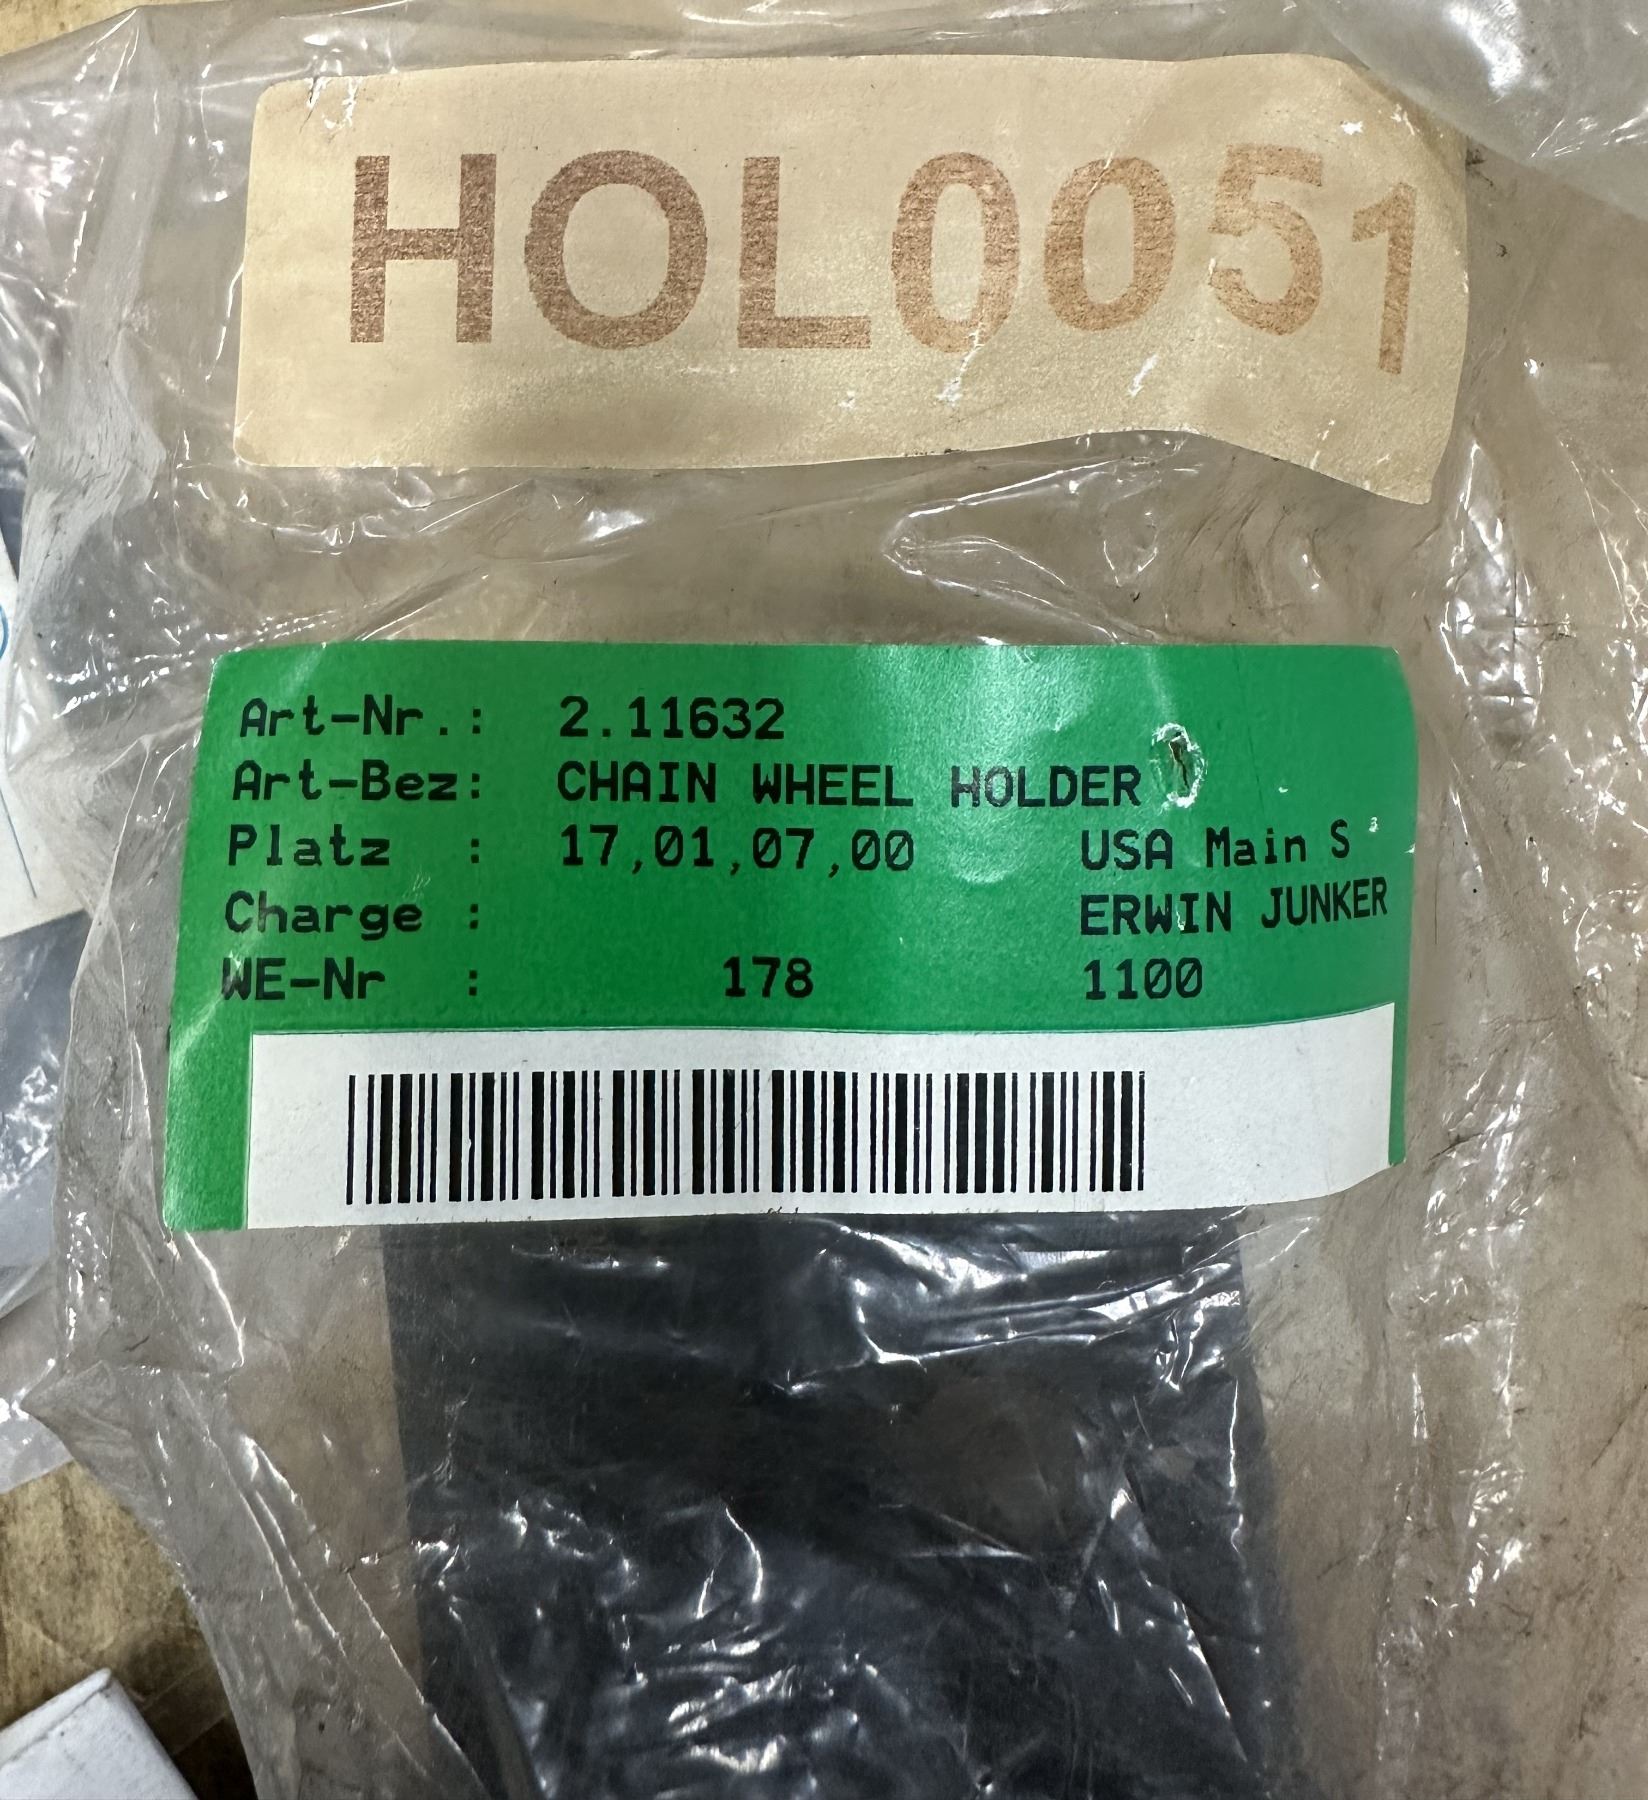 HOL0051
Art-Nr.: 2.11632
Art-Bez: CHAIN WHEEL HOLDER
Platz : 17,01,07,00 USA Main S
Charge : ERWIN JUNKER
WE-Nr : 178 1100